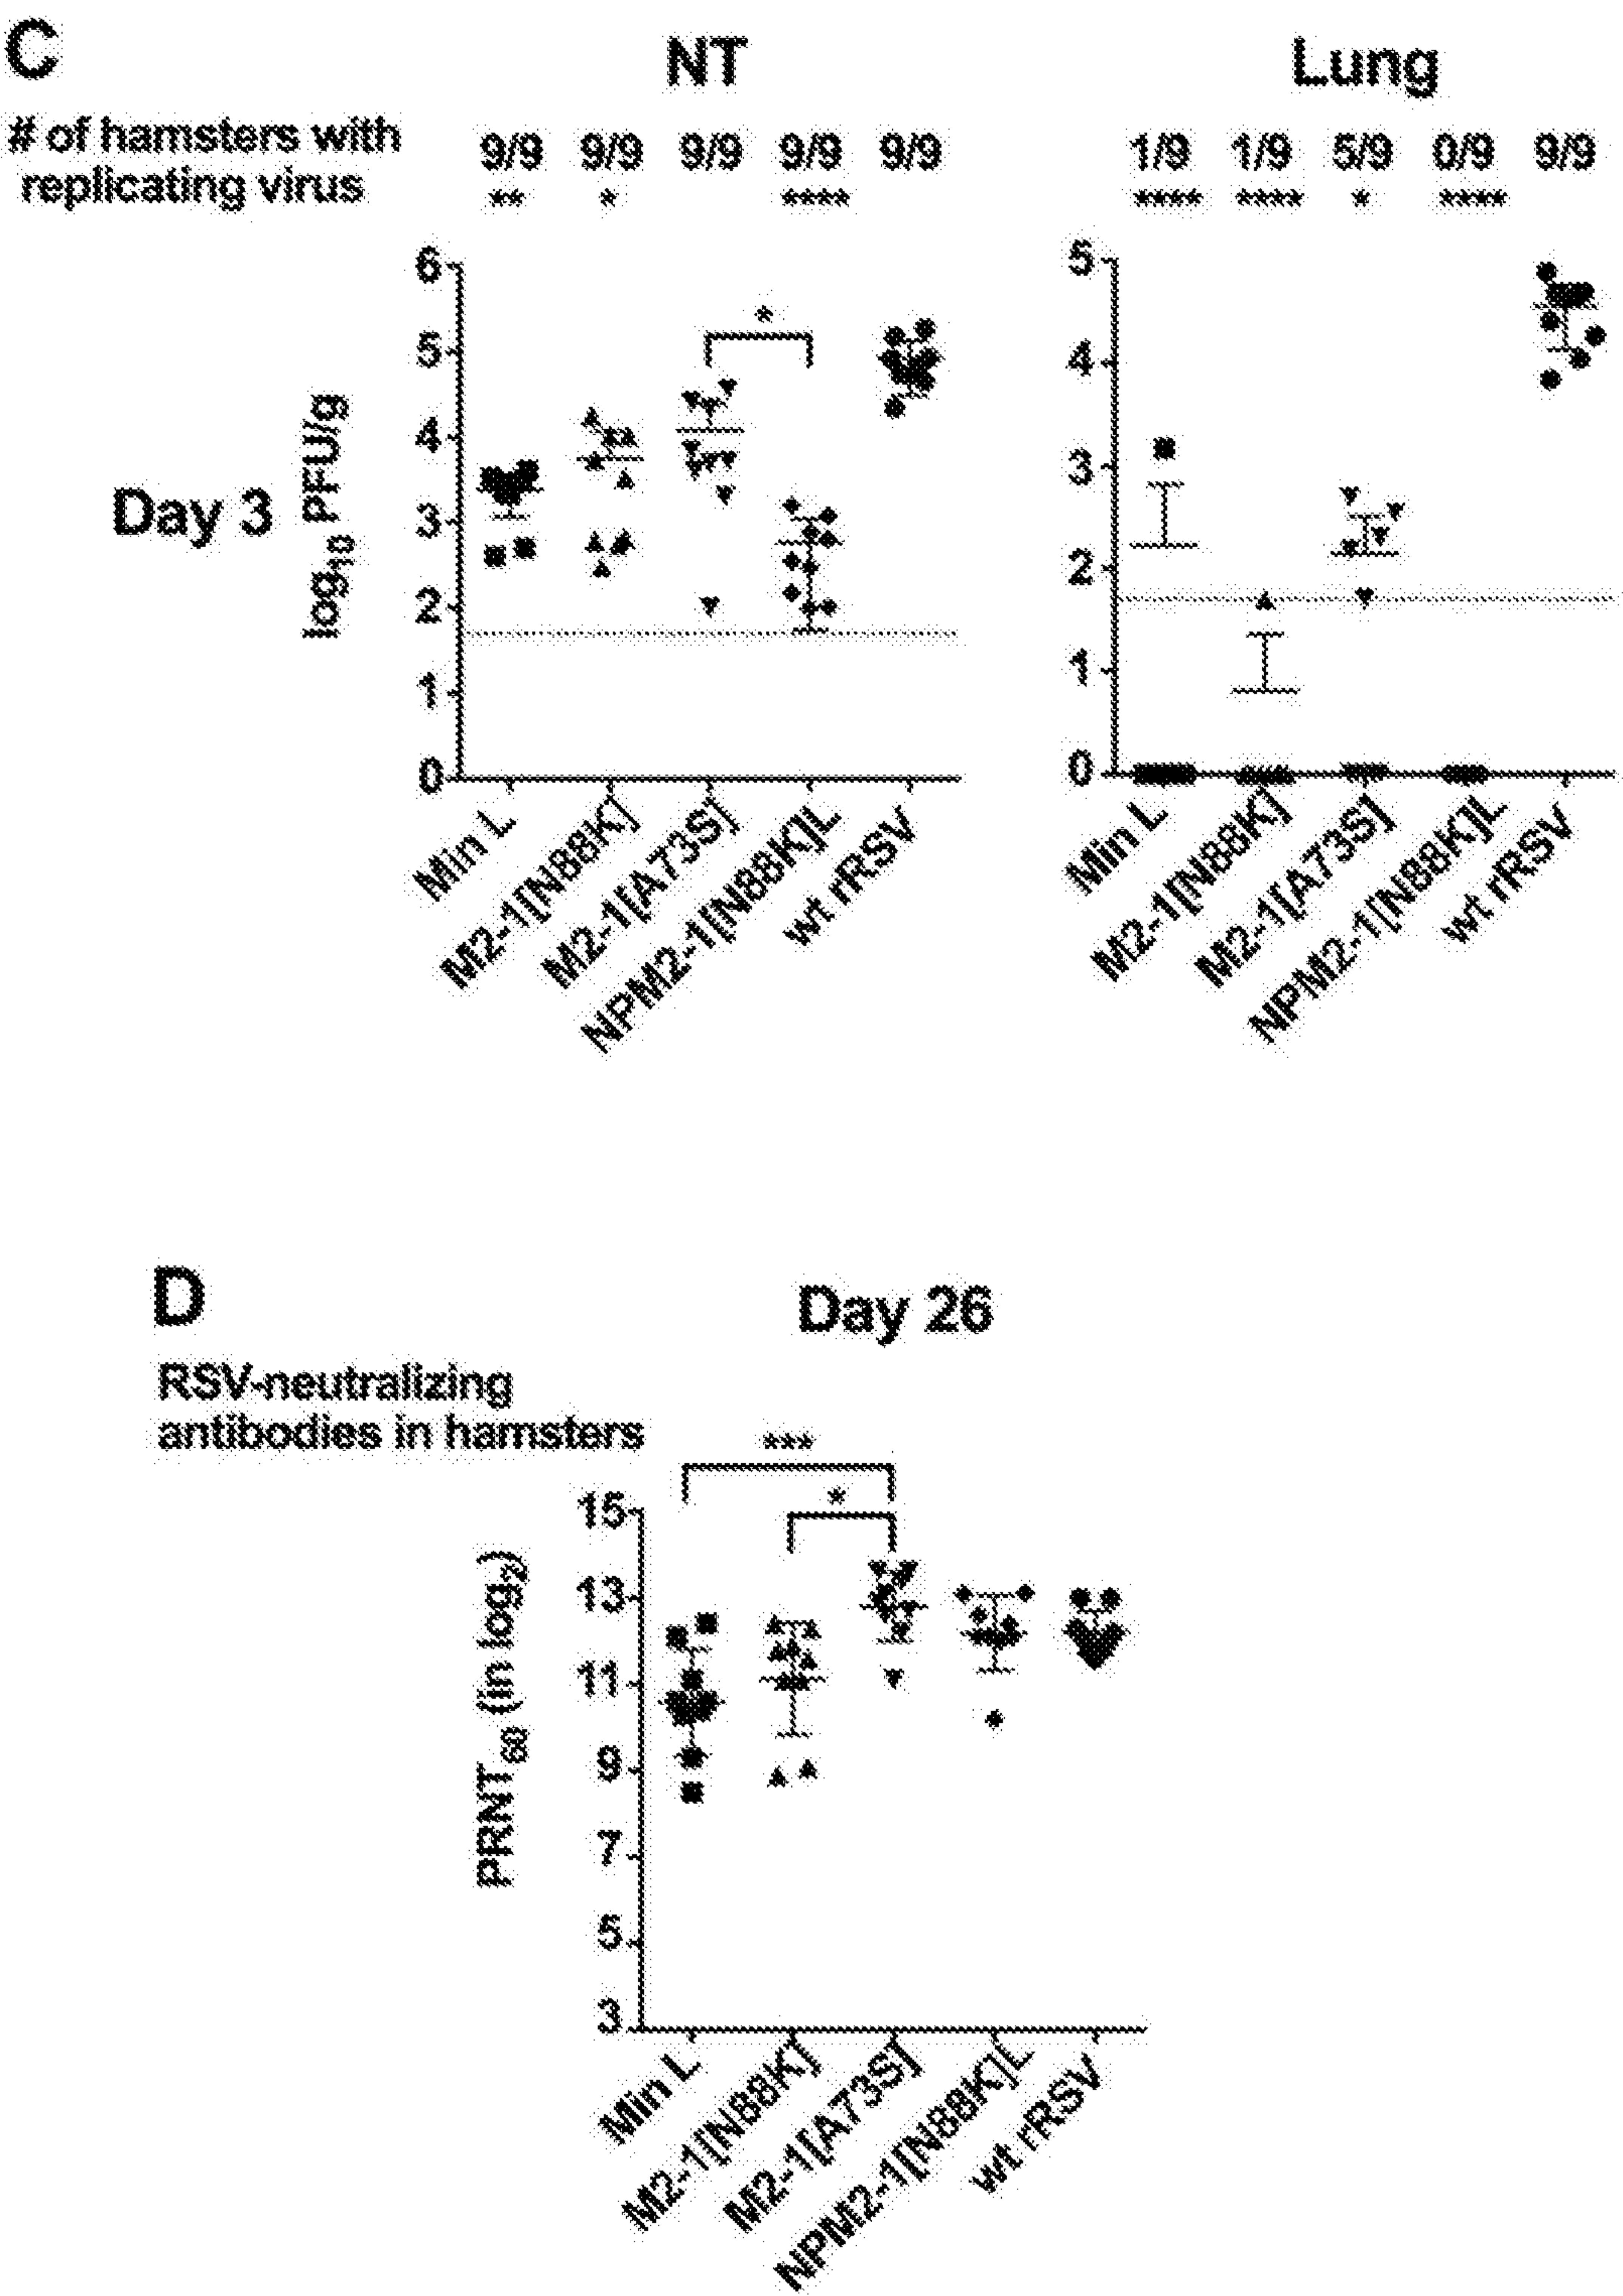 C
NT
Lung
# of hamsters with
replicating virus
9/9 9/9 9/9 9/9 9/9
** * ****
1/9 1/9 5/9 0/9 9/9
**** **** * ****
Day 3
log10 PFU/g
6
5
4
3
2
1
0
*
Min L
M2-1[N88K]
M2-1[A73S]
NPM2-1[N88K]L
wt rRSV
5
4
3
2
1
0
Min L
M2-1[N88K]
M2-1[A73S]
NPM2-1[N88K]L
wt rRSV
D
Day 26
RSV-neutralizing
antibodies in hamsters
***
*
PRNT60 (in log2)
15
13
11
9
7
5
3
Min L
M2-1[N88K]
M2-1[A73S]
NPM2-1[N88K]L
wt rRSV